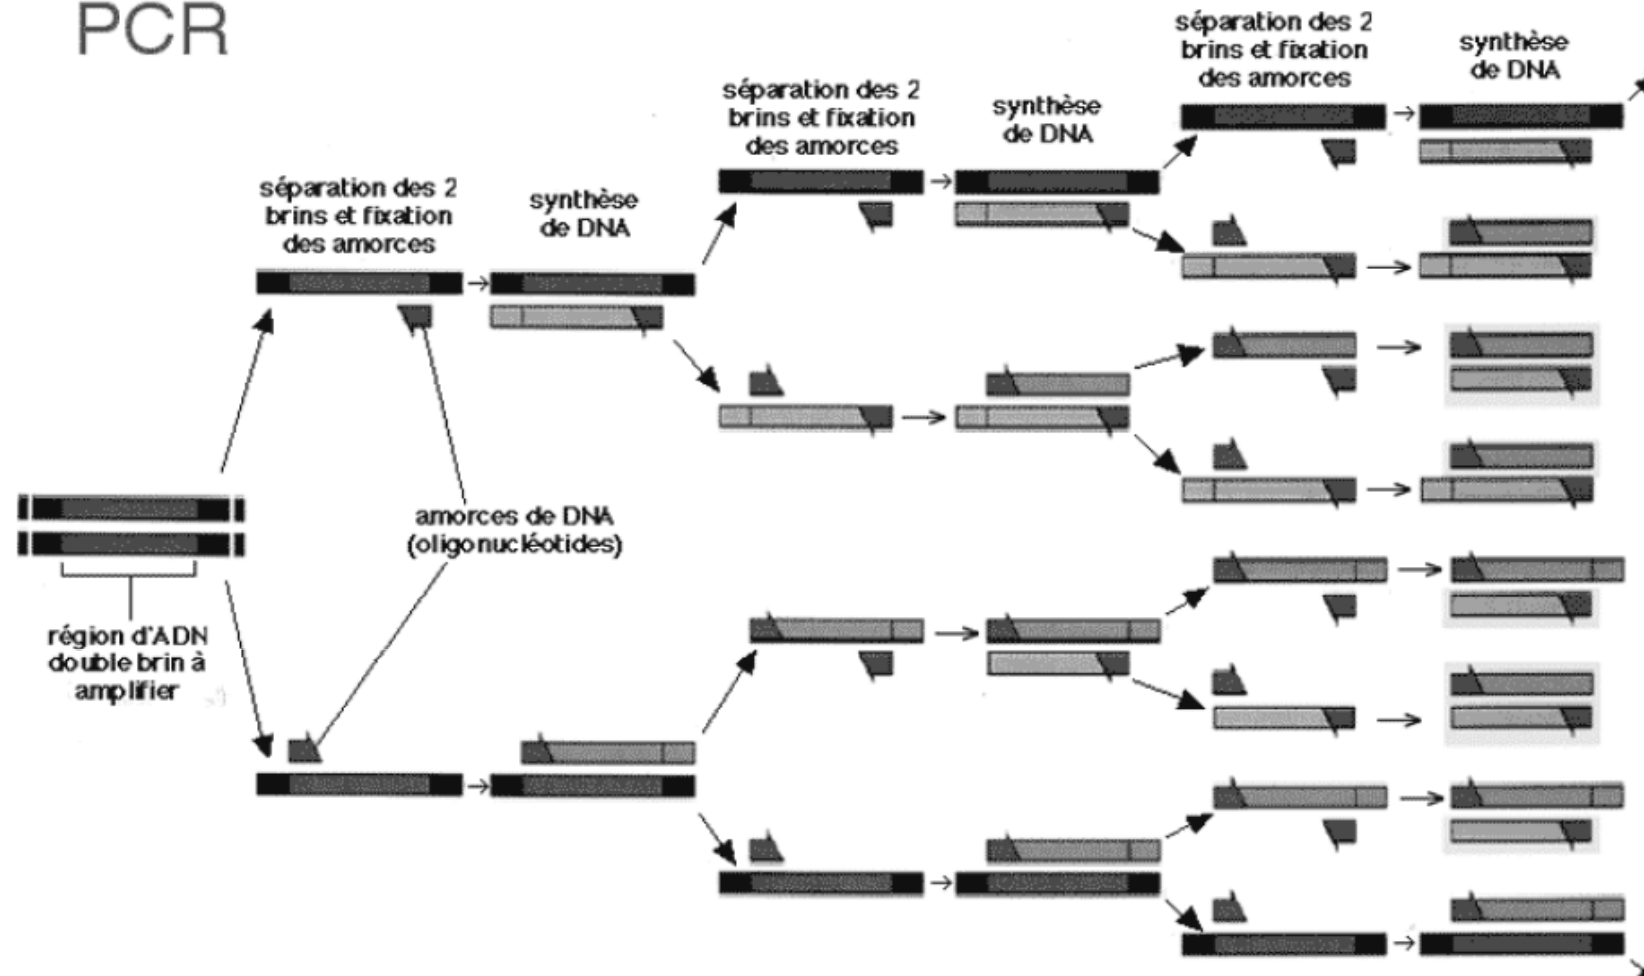 PCR
séparation des 2
brins et fixation
des amorces
synthèse
de DNA
séparation des 2
brins et fixation
des amorces
synthèse
de DNA
séparation des 2
brins et fixation
des amorces
synthèse
de DNA
amorces de DNA
(oligonucléotides)
région d'ADN
double brin à
amplifier